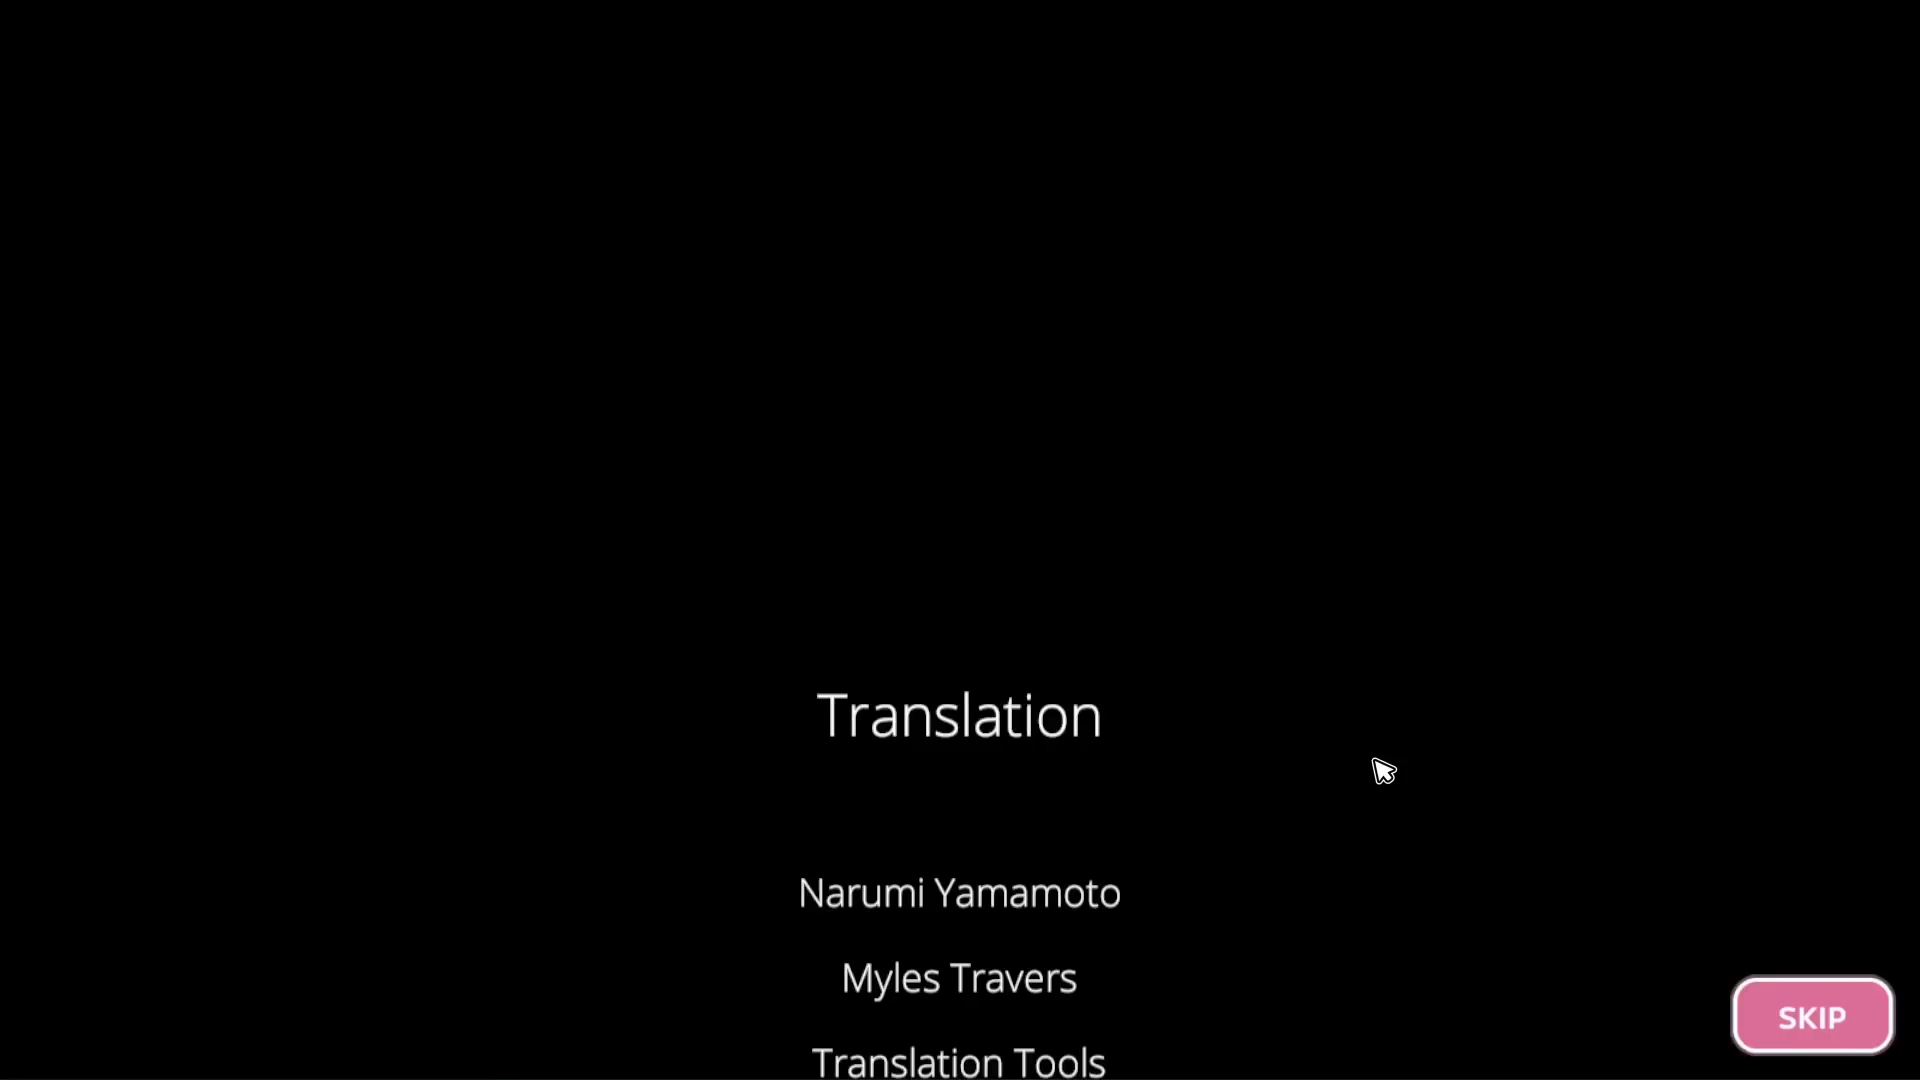 Translation
Narumi Yamamoto
Myles Travers
Translation Tools
SKIP